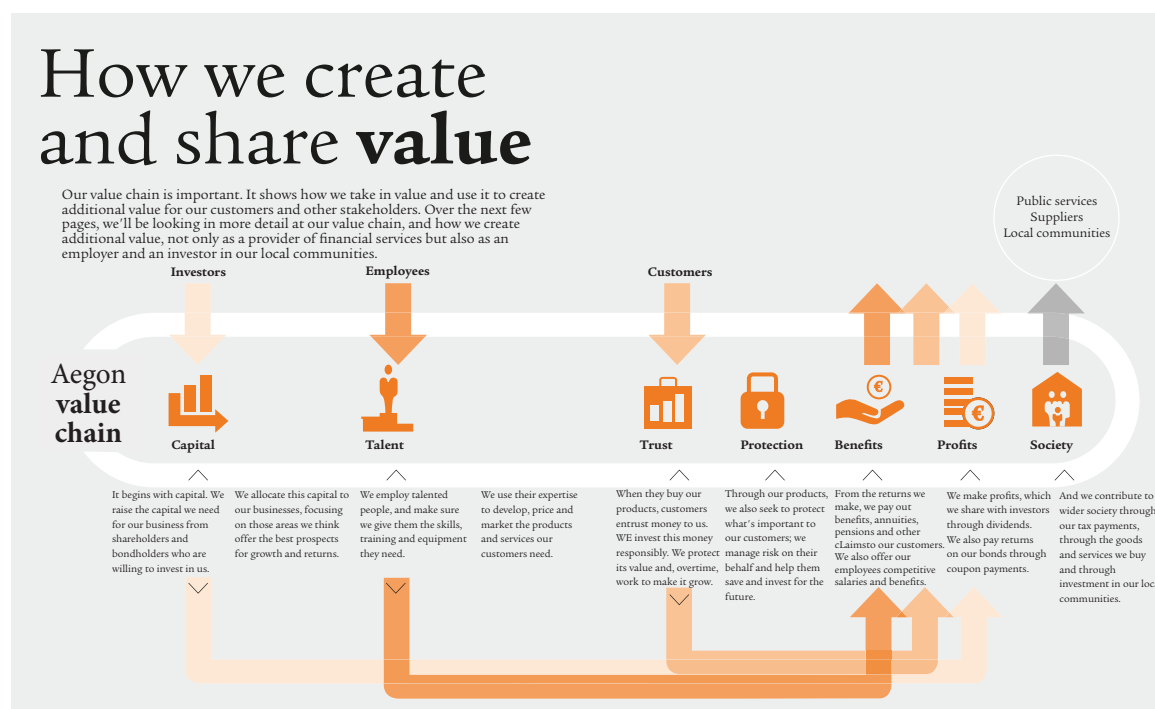 How we create
and share value
Our value chain is important. It shows how we take in value and use it to create
additional value for our customers and other stakeholders. Over the next few
pages, we'll be looking in more detail at our value chain, and how we create
additional value, not only as a provider of financial services but also as an
employer and an investor in our local communities.
Public services
Suppliers
Local communities
Investors
Employees
Customers
Aegon
value
chain
€
€
Capital
Talent
Trust
Protection
Benefits
Profits
Society
It begins with capital. We
raise the capital we need
for our business from
shareholders and
bondholders who are
willing to invest in us.
We allocate this capital to
our businesses, focusing
on those areas we think
offer the best prospects
for growth and returns.
We employ talented
people, and make sure
we give them the skills,
training and equipment
they need.
We use their expertise
to develop, price and
market the products
and services our
customers need.
When they buy our
products, customers
entrust money to us.
WE invest this money
responsibly. We protect
its value and, overtime,
work to make it grow.
Through our products,
we also seek to protect
what's important to
our customers; we
manage risk on their
behalf and help them
save and invest for the
future.
From the returns we
make, we pay out
benefits, annuities,
pensions and other
cLaimsto our customers.
We also offer our
employees competitive
salaries and benefits.
We make profits, which
we share with investors
through dividends.
We also pay returns
on our bonds through
coupon payments.
And we contribute to
wider society through
our tax payments,
through the goods
and services we buy
and through
investment in our loc
communities.